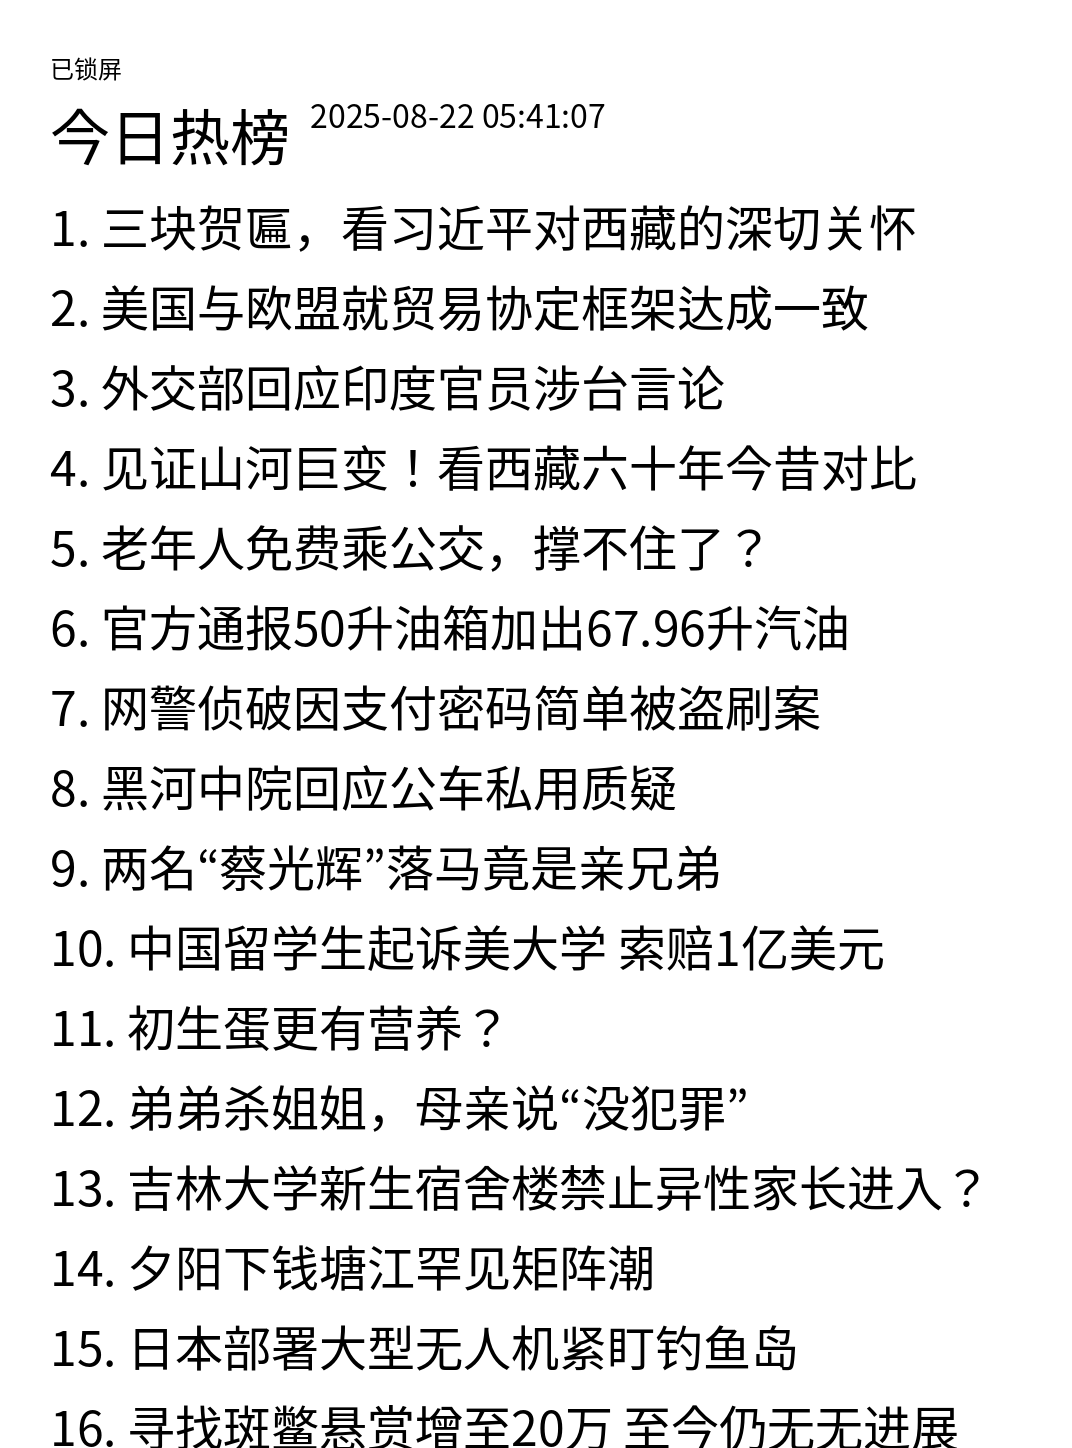 已锁屏
今日热榜 2025-08-22 05:41:07
1. 三块贺匾，看习近平对西藏的深切关怀
2. 美国与欧盟就贸易协定框架达成一致
3. 外交部回应印度官员涉台言论
4. 见证山河巨变！看西藏六十年今昔对比
5. 老年人免费乘公交，撑不住了？
6. 官方通报50升油箱加出67.96升汽油
7. 网警侦破因支付密码简单被盗刷案
8. 黑河中院回应公车私用质疑
9. 两名“蔡光辉”落马竟是亲兄弟
10. 中国留学生起诉美大学 索赔1亿美元
11. 初生蛋更有营养？
12. 弟弟杀姐姐，母亲说“没犯罪”
13. 吉林大学新生宿舍楼禁止异性家长进入？
14. 夕阳下钱塘江罕见矩阵潮
15. 日本部署大型无人机紧盯钓鱼岛
16. 寻找斑鳖悬赏增至20万 至今仍无无进展